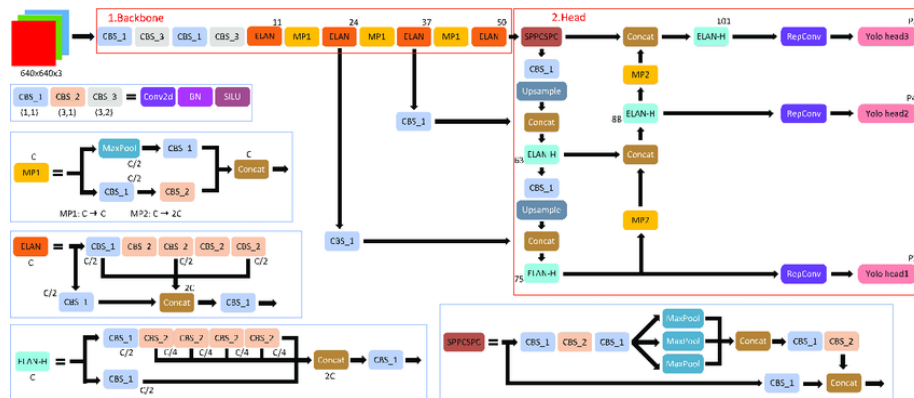 1.Backbone
2.Head
11
24
37
50
101
CBS_1 CBS_3 CBS_1 CBS_3 ELAN MP1 ELAN MP1 ELAN MP1 ELAN
SPPCSPC
Concat
ELAN-H
RepConv
Yolo head3
640x640x3
CBS_1
MP2
Upsample
CBS_1 CBS_2 CBS_3 = Conv2d BN SILU
(1,1) (3,1) (3,2)
CBS_1
Concat
88
ELAN-H
RepConv
Yolo head2
C
MaxPool
CBS_1
C
C/2
MP1 =
C/2
Concat
63
ELAN-H
Concat
CBS_1
CBS_2
CBS_1
MP1: C → C
MP2: C → 2C
Upsample
MP2
CBS_1
Concat
ELAN =
CBS_1 CBS_2 CBS_2 CBS_2 CBS_2
C
C/2
C/2
C/2
75
ELAN-H
RepConv
Yolo head1
C/2
2C
CBS_1
Concat
CBS_1
CBS_1 CBS_2 CBS_2 CBS_2 CBS_2
C/2
C/4
C/4
C/4
C/4
ELAN-H =
C
Concat
CBS_1
2C
CBS_1
C/2
MaxPool
SPPCSPC =
CBS_1 CBS_2 CBS_1
MaxPool
Concat
CBS_1 CBS_2
MaxPool
CBS_1
Concat